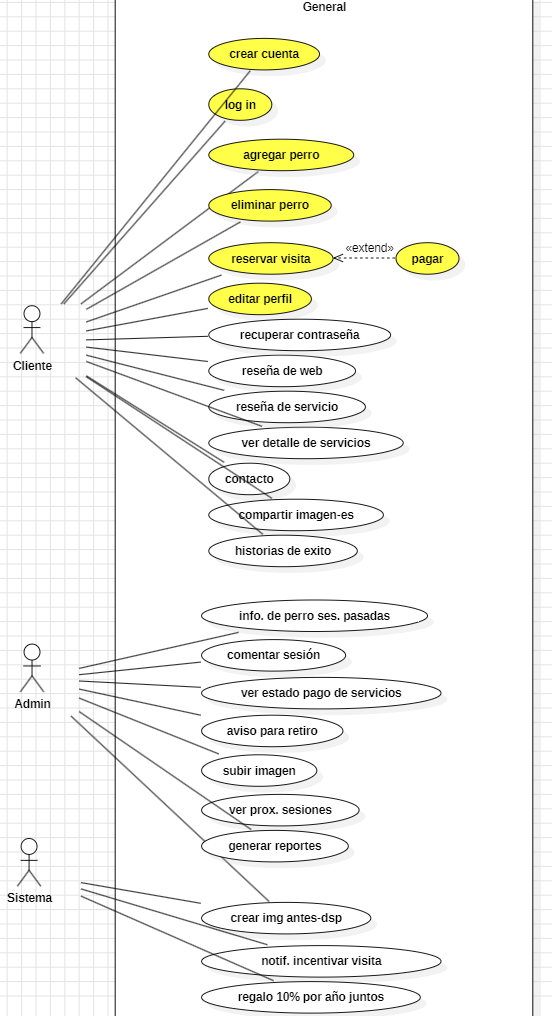 General
crear cuenta
log in
agregar perro
eliminar perro
«extend»
reservar visita
pagar
editar perfil
recuperar contraseña
Cliente
reseña de web
reseña de servicio
ver detalle de servicios
contacto
compartir imagen-es
historias de exito
info. de perro ses. pasadas
comentar sesión
ver estado pago de servicios
Admin
aviso para retiro
subir imagen
ver prox. sesiones
generar reportes
Sistema
crear img antes-dsp
notif. incentivar visita
regalo 10% por año juntos